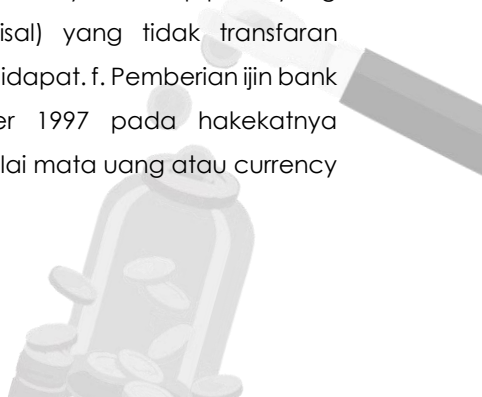 isal) yang tidak transfaran
idapat. f. Pemberian ijin bank
er 1997 pada hakekatnya
lai mata uang atau currency